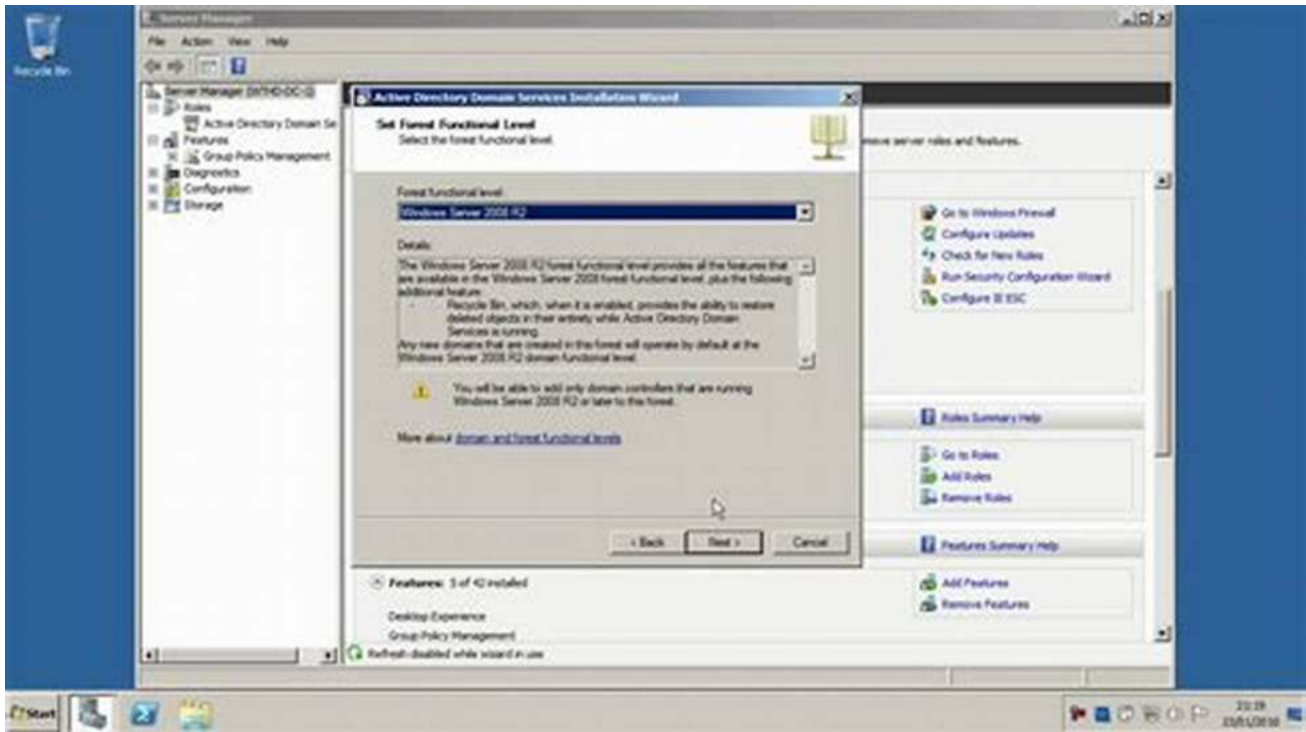 Server Manager
Recycle Bin
File Action View Help
Server Manager
Roles
Active Directory Domain Se
Features
Group Policy Management
Diagnostics
Configuration
Storage
Active Directory Domain Services Installation Wizard
Set Forest Functional Level
Select the forest functional level.
Forest functional level:
Windows Server 2008 R2
Details:
The Windows Server 2008 R2 forest functional level provides all the features that
are available in the Windows Server 2008 forest functional level, plus the following
additional feature:
- Recycle Bin, which, when it is enabled, provides the ability to restore
deleted objects in their entirety while Active Directory Domain
Services is running.
Any new domains that are created in this forest will operate by default at the
Windows Server 2008 R2 domain functional level.
You will be able to add only domain controllers that are running
Windows Server 2008 R2 or later to this forest.
More about domain and forest functional levels
< Back Next > Cancel
move server roles and features.
Go to Windows Firewall
Configure Updates
Check for New Roles
Run Security Configuration Wizard
Configure IE ESC
Roles Summary Help
Go to Roles
Add Roles
Remove Roles
Features Summary Help
Add Features
Remove Features
Features: 5 of 42 installed
Desktop Experience
Group Policy Management
Refresh disabled while wizard in use
Start
21:19